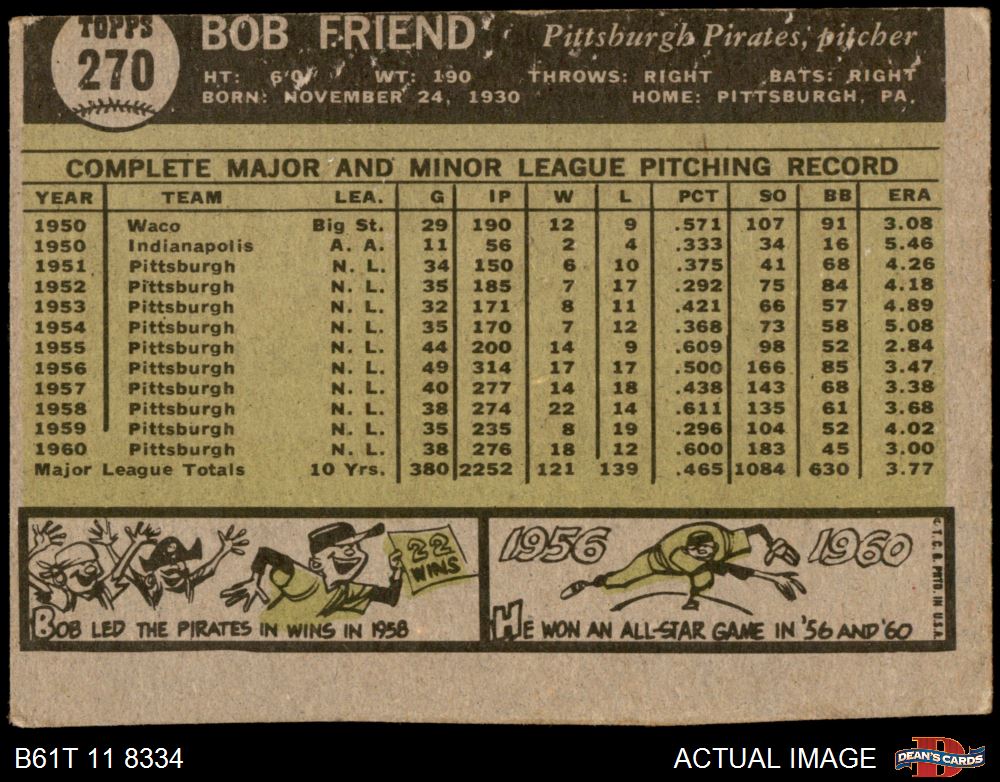 TOPPS
270
BOB FRIEND Pittsburgh Pirates, pitcher
HT: 6'0" WT: 190 THROWS: RIGHT BATS: RIGHT
BORN: NOVEMBER 24, 1930 HOME: PITTSBURGH, PA.
COMPLETE MAJOR AND MINOR LEAGUE PITCHING RECORD
YEAR TEAM LEA. G IP W L PCT SO BB ERA
1950 Waco Big St. 29 190 12 9 .571 107 91 3.08
1950 Indianapolis A. A. 11 56 2 4 .333 34 16 5.46
1951 Pittsburgh N. L. 34 150 6 10 .375 41 68 4.26
1952 Pittsburgh N. L. 35 185 7 17 .292 75 84 4.18
1953 Pittsburgh N. L. 32 171 8 11 .421 66 57 4.89
1954 Pittsburgh N. L. 35 170 7 12 .368 73 58 5.08
1955 Pittsburgh N. L. 44 200 14 9 .609 98 52 2.84
1956 Pittsburgh N. L. 49 314 17 17 .500 166 85 3.47
1957 Pittsburgh N. L. 40 277 14 18 .438 143 68 3.38
1958 Pittsburgh N. L. 38 274 22 14 .611 135 61 3.68
1959 Pittsburgh N. L. 35 235 8 19 .296 104 52 4.02
1960 Pittsburgh N. L. 38 276 18 12 .600 183 45 3.00
Major League Totals 10 Yrs. 380 2252 121 139 .465 1084 630 3.77
22
WINS
BOB LED THE PIRATES IN WINS IN 1958
1956 1960
HE WON AN ALL-STAR GAME IN '56 AND '60
© T. C. G. PRTD. IN U.S.A.
B61T 11 8334 ACTUAL IMAGE
D
DEAN'S CARDS